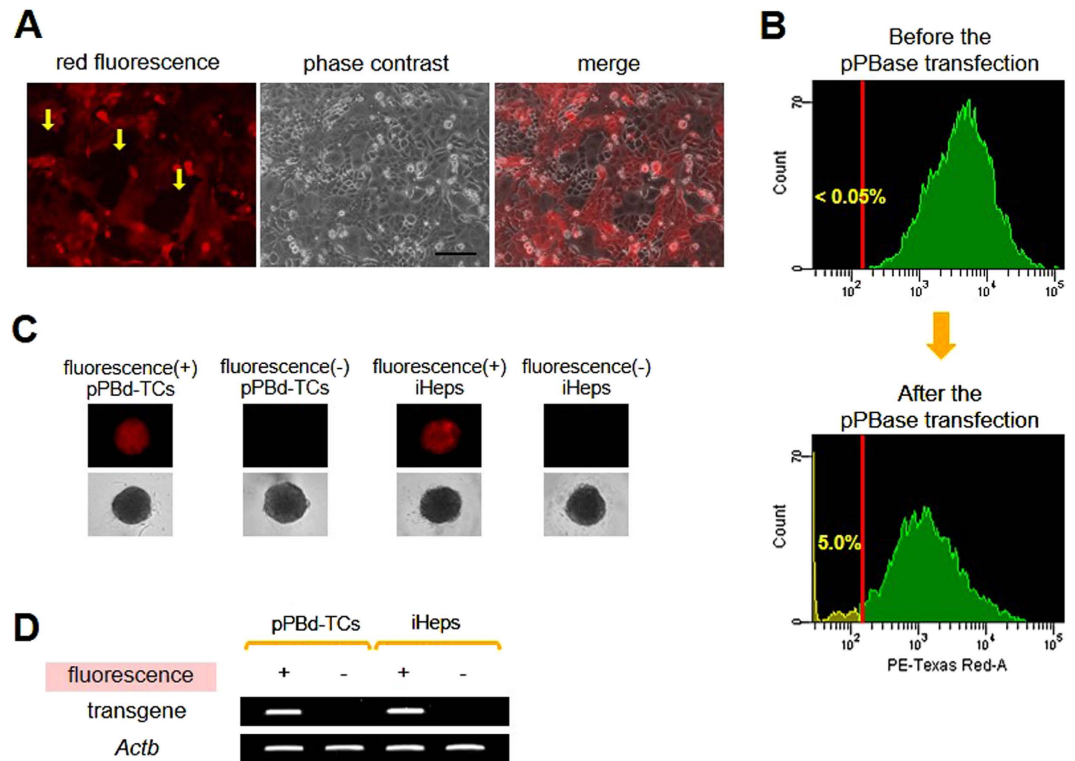 A
red fluorescence
phase contrast
merge
B
Before the
pPBase transfection
70
Count
< 0.05%
0
10² 10³ 10⁴ 10⁵
After the
pPBase transfection
70
Count
5.0%
0
10² 10³ 10⁴ 10⁵
PE-Texas Red-A
C
fluorescence(+)
pPBd-TCs
fluorescence(-)
pPBd-TCs
fluorescence(+)
iHeps
fluorescence(-)
iHeps
D
pPBd-TCs
iHeps
fluorescence + - + -
transgene
Actb